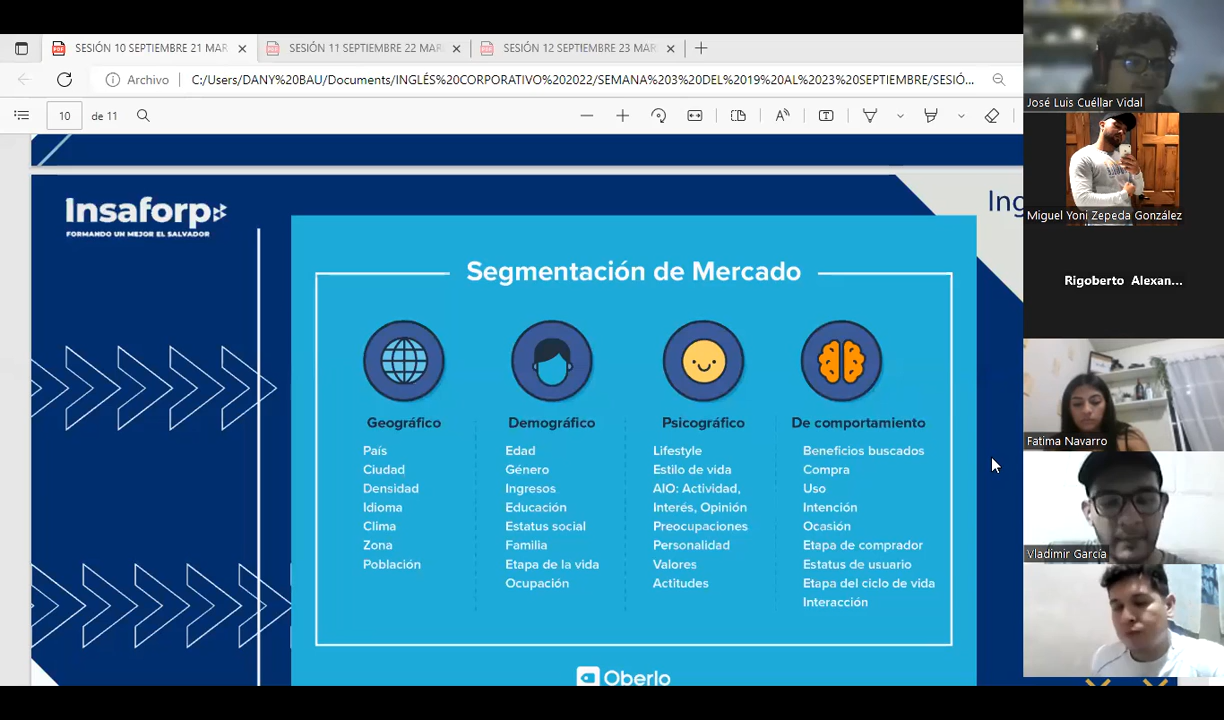 SESIÓN 10 SEPTIEMBRE 21 MAR
SESIÓN 11 SEPTIEMBRE 22 MAR
SESIÓN 12 SEPTIEMBRE 23 MAR
Archivo
C:/Users/DANY%20BAU/Documents/INGLÉS%20CORPORATIVO%202022/SEMANA%203%20DEL%2019%20AL%2023%20SEPTIEMBRE/SESIÓ...
10
de 11
Insaforp
FORMANDO UN MEJOR EL SALVADOR
Ing
Segmentación de Mercado
Geográfico
País
Ciudad
Densidad
Idioma
Clima
Zona
Población
Demográfico
Edad
Género
Ingresos
Educación
Estatus social
Familia
Etapa de la vida
Ocupación
Psicográfico
Lifestyle
Estilo de vida
AIO: Actividad,
Interés, Opinión
Preocupaciones
Personalidad
Valores
Actitudes
De comportamiento
Beneficios buscados
Compra
Uso
Intención
Ocasión
Etapa de comprador
Estatus de usuario
Etapa del ciclo de vida
Interacción
Oberlo
José Luis Cuéllar Vidal
Miguel Yoni Zepeda González
Rigoberto Alexan...
Fatima Navarro
Vladimir García